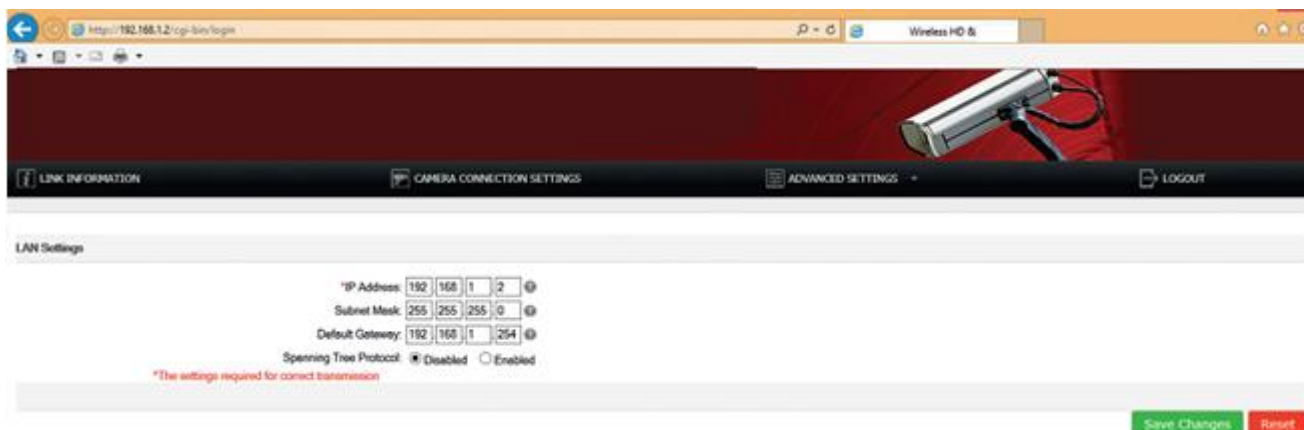 http://192.168.1.2/cgi-bin/login Wireless HD &
LINK INFORMATION CAMERA CONNECTION SETTINGS ADVANCED SETTINGS LOGOUT
LAN Settings
*IP Address: 192 . 168 . 1 . 2
Subnet Mask: 255 . 255 . 255 . 0
Default Gateway: 192 . 168 . 1 . 254
Spenning Tree Protocol: Disabled Enabled
*The settings required for correct transmission
Save Changes Reset